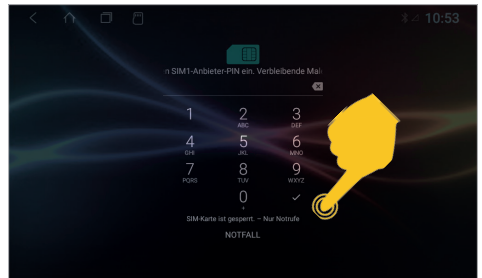 10:53
n SIM1-Anbieter-PIN ein. Verbleibende Mal
1 2 3
ABC DEF
4 5 6
GHI JKL MNO
7 8 9
PQRS TUV WXYZ
0
+
SIM-Karte ist gesperrt. – Nur Notrufe
NOTFALL